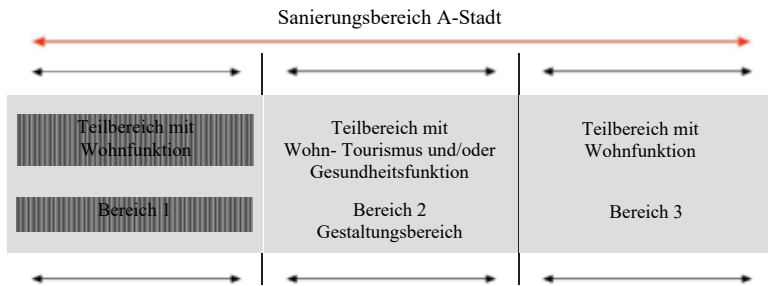 Sanierungsbereich A-Stadt
Teilbereich mit
Wohnfunktion
Bereich 1
Teilbereich mit
Wohn- Tourismus und/oder
Gesundheitsfunktion
Bereich 2
Gestaltungsbereich
Teilbereich mit
Wohnfunktion
Bereich 3